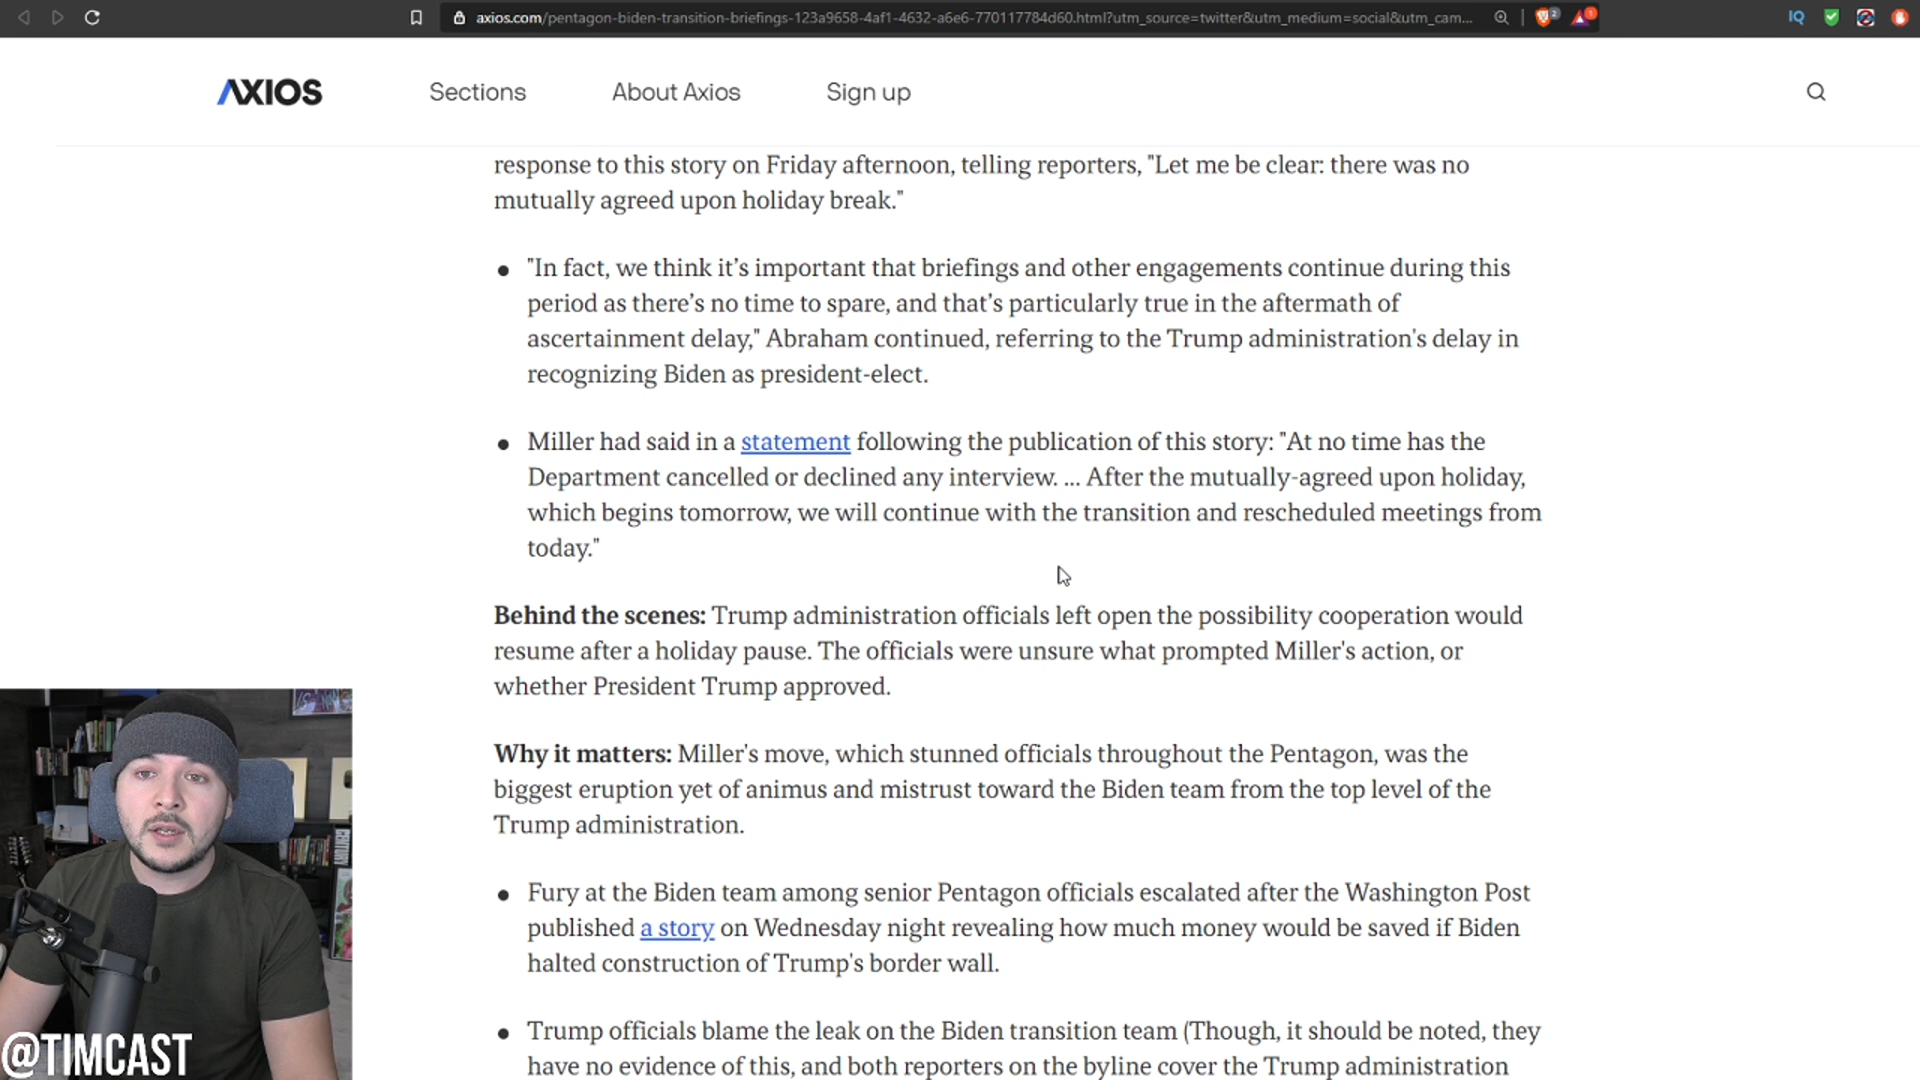 axios.com/pentagon-biden-transition-briefings-123a9658-4af1-4632-a6e6-770117784d60.html?utm_source=twitter&utm_medium=social&utm_cam...
2
1
IQ
AXIOS
Sections
About Axios
Sign up
response to this story on Friday afternoon, telling reporters, "Let me be clear: there was no
mutually agreed upon holiday break."
● "In fact, we think it’s important that briefings and other engagements continue during this
period as there’s no time to spare, and that’s particularly true in the aftermath of
ascertainment delay," Abraham continued, referring to the Trump administration's delay in
recognizing Biden as president-elect.
● Miller had said in a statement following the publication of this story: "At no time has the
Department cancelled or declined any interview. ... After the mutually-agreed upon holiday,
which begins tomorrow, we will continue with the transition and rescheduled meetings from
today."
Behind the scenes: Trump administration officials left open the possibility cooperation would
resume after a holiday pause. The officials were unsure what prompted Miller's action, or
whether President Trump approved.
Why it matters: Miller's move, which stunned officials throughout the Pentagon, was the
biggest eruption yet of animus and mistrust toward the Biden team from the top level of the
Trump administration.
● Fury at the Biden team among senior Pentagon officials escalated after the Washington Post
published a story on Wednesday night revealing how much money would be saved if Biden
halted construction of Trump's border wall.
● Trump officials blame the leak on the Biden transition team (Though, it should be noted, they
have no evidence of this, and both reporters on the byline cover the Trump administration
@TIMCAST